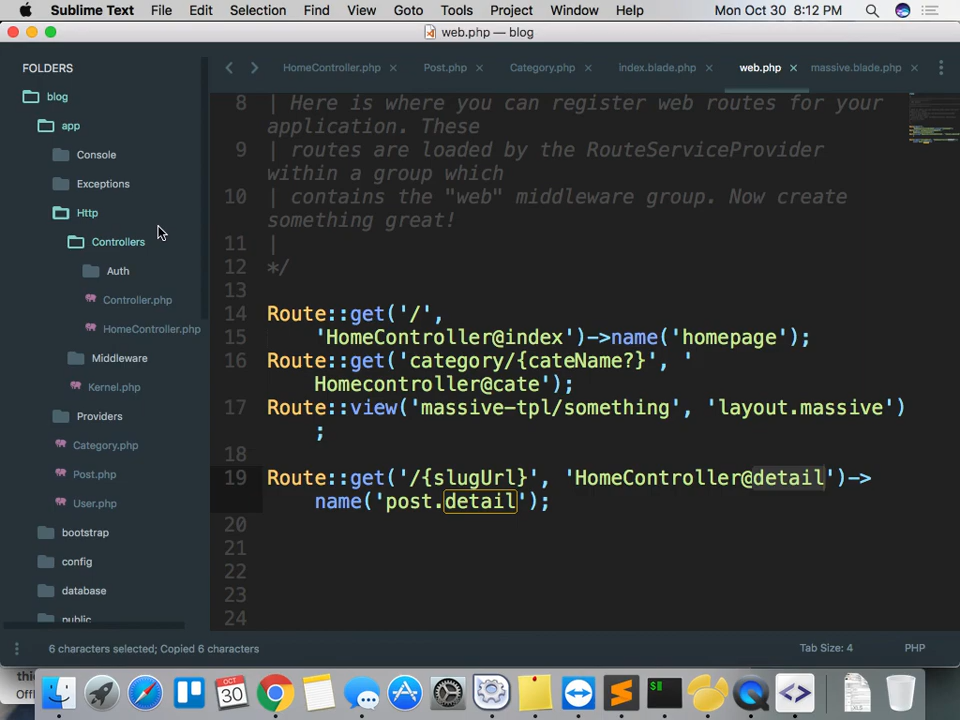 Sublime Text File Edit Selection Find View Goto Tools Project Window Help Mon Oct 30 8:12 PM
web.php — blog
FOLDERS
blog
app
Console
Exceptions
Http
Controllers
Auth
Controller.php
HomeController.php
Middleware
Kernel.php
Providers
Category.php
Post.php
User.php
bootstrap
config
database
public
HomeController.php × Post.php × Category.php × index.blade.php × web.php × massive.blade.php ×
8 | Here is where you can register web routes for your
application. These
9 | routes are loaded by the RouteServiceProvider
within a group which
10 | contains the "web" middleware group. Now create
something great!
11 |
12 */
13
14 Route::get('/',
15 'HomeController@index')->name('homepage');
16 Route::get('category/{cateName?}', '
Homecontroller@cate');
17 Route::view('massive-tpl/something', 'layout.massive')
;
18
19 Route::get('/{slugUrl}', 'HomeController@detail')->
name('post.detail');
20
21
22
23
24
6 characters selected; Copied 6 characters Tab Size: 4 PHP
OCT
30
$
XLS